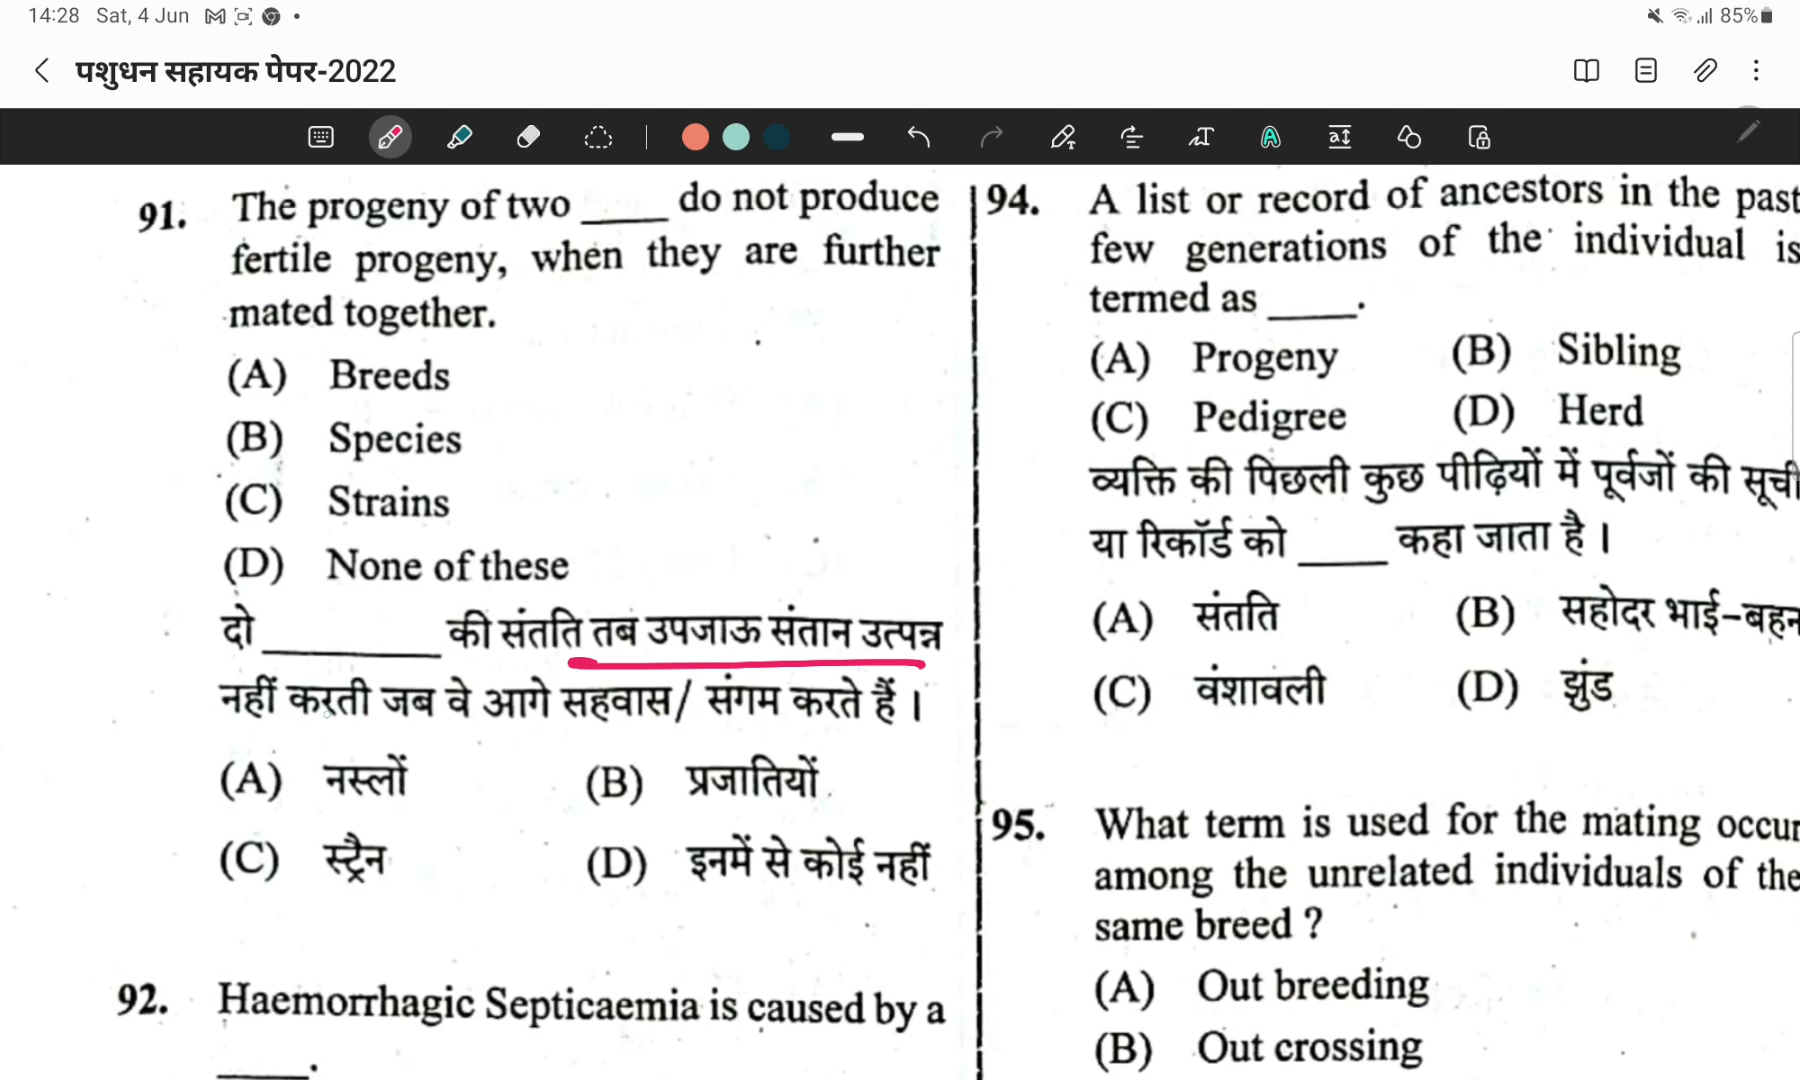 14:28 Sat, 4 Jun
85%
पशुधन सहायक पेपर-2022
91. The progeny of two ____ do not produce
fertile progeny, when they are further
mated together.
(A) Breeds
(B) Species
(C) Strains
(D) None of these
दो ________ की संतति तब उपजाऊ संतान उत्पन्न
नहीं करती जब वे आगे सहवास/ संगम करते हैं ।
(A) नस्लों (B) प्रजातियों
(C) स्ट्रैन (D) इनमें से कोई नहीं
92. Haemorrhagic Septicaemia is caused by a
____.
94. A list or record of ancestors in the past
few generations of the individual is
termed as ____.
(A) Progeny (B) Sibling
(C) Pedigree (D) Herd
व्यक्ति की पिछली कुछ पीढ़ियों में पूर्वजों की सूची
या रिकॉर्ड को ____ कहा जाता है ।
(A) संतति (B) सहोदर भाई-बहन
(C) वंशावली (D) झुंड
95. What term is used for the mating occur
among the unrelated individuals of the
same breed ?
(A) Out breeding
(B) Out crossing